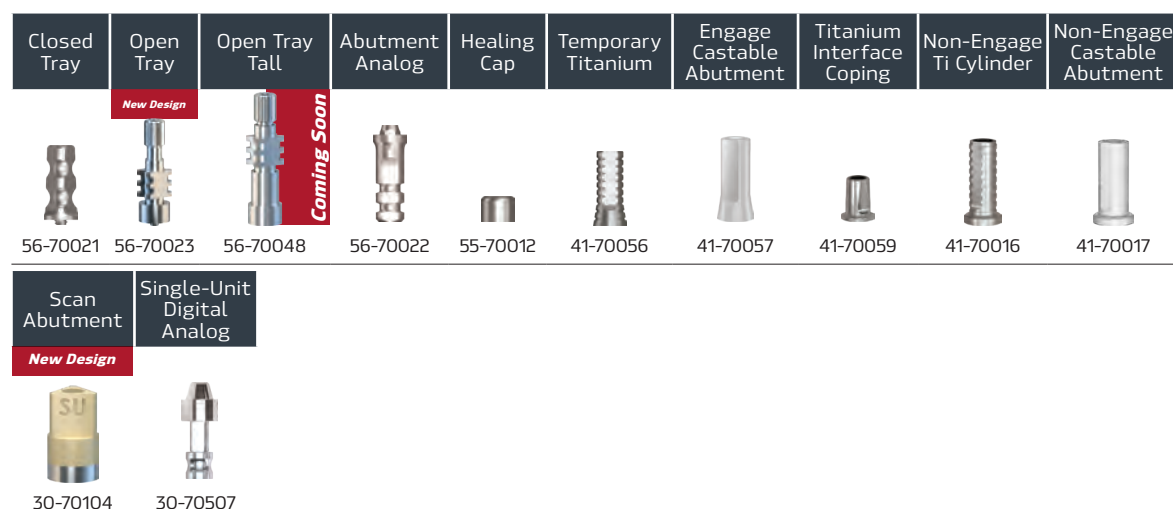 Closed
Tray
Open
Tray
Open Tray
Tall
Abutment
Analog
Healing
Cap
Temporary
Titanium
Engage
Castable
Abutment
Titanium
Interface
Coping
Non-Engage
Ti Cylinder
Non-Engage
Castable
Abutment
New Design
Coming Soon
56-70021
56-70023
56-70048
56-70022
55-70012
41-70056
41-70057
41-70059
41-70016
41-70017
Scan
Abutment
Single-Unit
Digital
Analog
New Design
SU
30-70104
30-70507